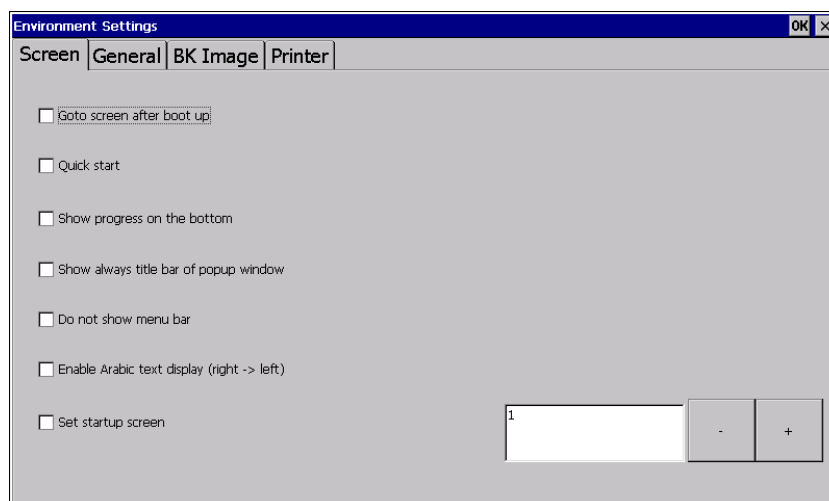 Environment Settings OK ×
Screen General BK Image Printer
Goto screen after boot up
Quick start
Show progress on the bottom
Show always title bar of popup window
Do not show menu bar
Enable Arabic text display (right -> left)
Set startup screen 1 - +